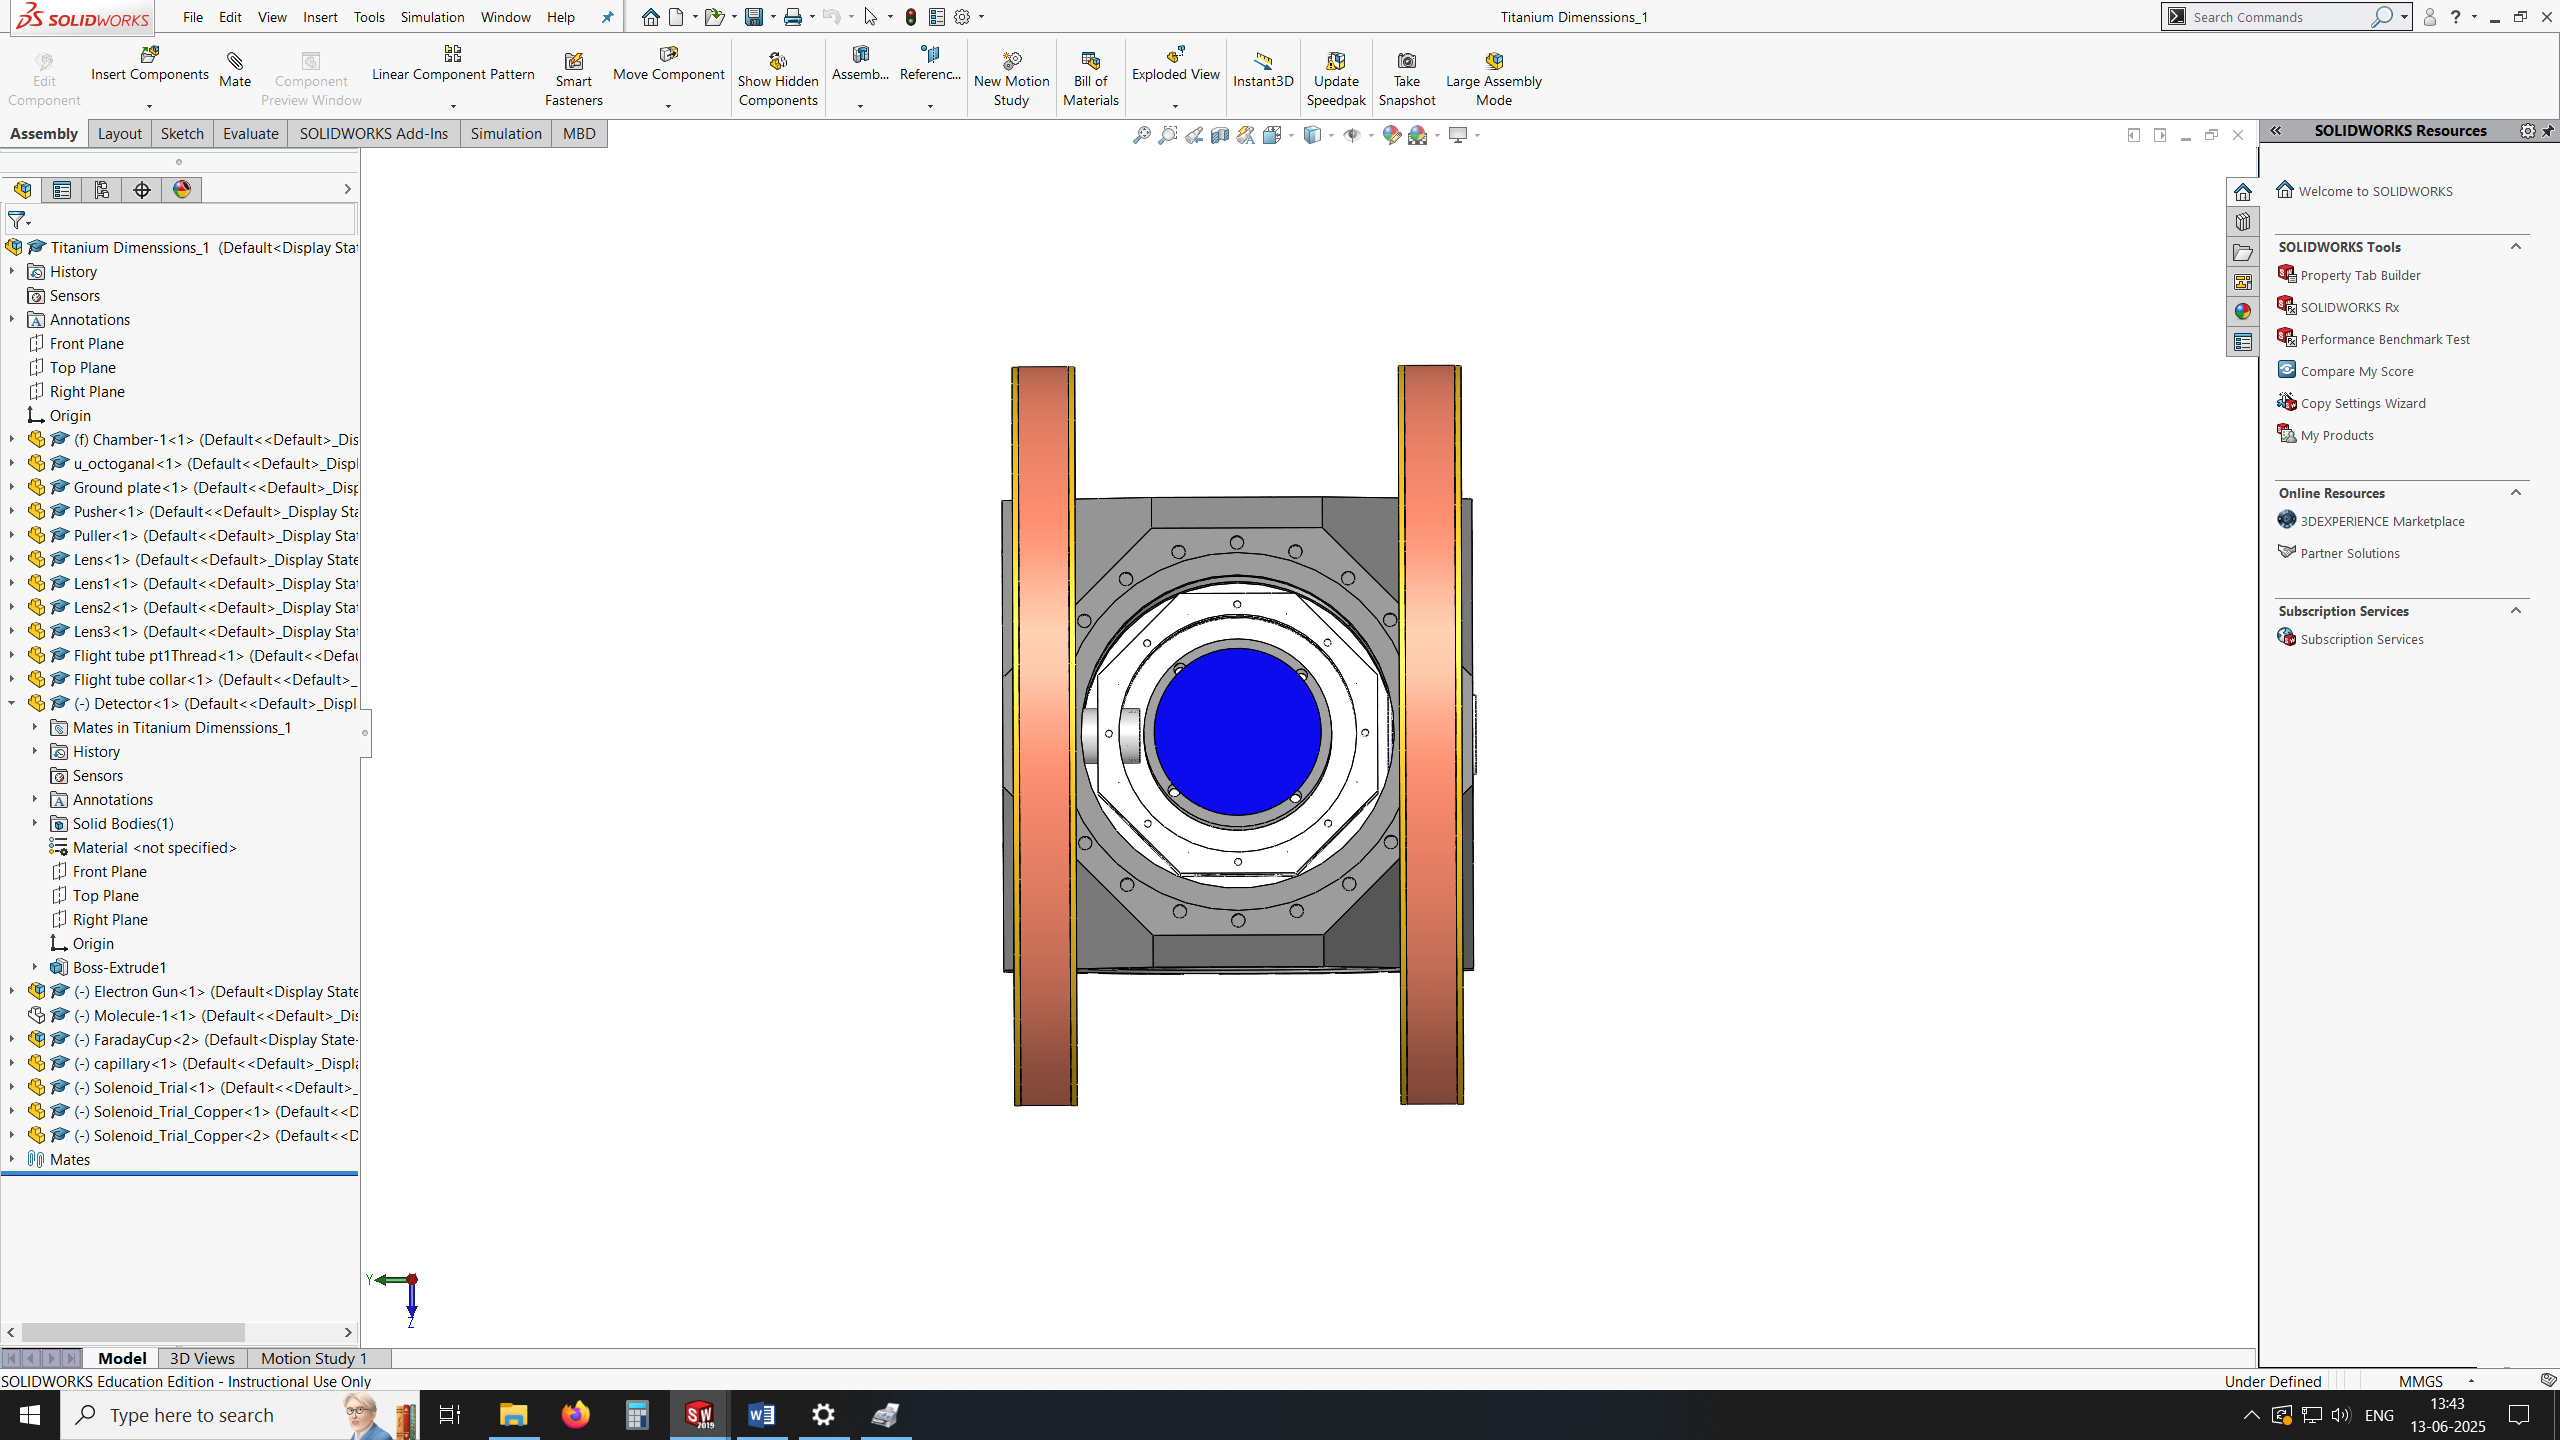 SOLIDWORKS
File Edit View Insert Tools Simulation Window Help
Titanium Dimenssions_1
Search Commands
Edit Component
Insert Components
Mate
Component Preview Window
Linear Component Pattern
Smart Fasteners
Move Component
Show Hidden Components
Assemb...
Referenc...
New Motion Study
Bill of Materials
Exploded View
Instant3D
Update Speedpak
Take Snapshot
Large Assembly Mode
Assembly Layout Sketch Evaluate SOLIDWORKS Add-Ins Simulation MBD
Titanium Dimenssions_1 (Default<Display Stat
History
Sensors
Annotations
Front Plane
Top Plane
Right Plane
Origin
(f) Chamber-1<1> (Default<<Default>_Dis
u_octoganal<1> (Default<<Default>_Displ
Ground plate<1> (Default<<Default>_Disp
Pusher<1> (Default<<Default>_Display Sta
Puller<1> (Default<<Default>_Display Stat
Lens<1> (Default<<Default>_Display State
Lens1<1> (Default<<Default>_Display Stat
Lens2<1> (Default<<Default>_Display Stat
Lens3<1> (Default<<Default>_Display Stat
Flight tube pt1Thread<1> (Default<<Defau
Flight tube collar<1> (Default<<Default>_
(-) Detector<1> (Default<<Default>_Displ
Mates in Titanium Dimenssions_1
History
Sensors
Annotations
Solid Bodies(1)
Material <not specified>
Front Plane
Top Plane
Right Plane
Origin
Boss-Extrude1
(-) Electron Gun<1> (Default<Display State
(-) Molecule-1<1> (Default<<Default>_Dis
(-) FaradayCup<2> (Default<Display State-
(-) capillary<1> (Default<<Default>_Displa
(-) Solenoid_Trial<1> (Default<<Default>_
(-) Solenoid_Trial_Copper<1> (Default<<D
(-) Solenoid_Trial_Copper<2> (Default<<D
Mates
Y
Z
SOLIDWORKS Resources
Welcome to SOLIDWORKS
SOLIDWORKS Tools
Property Tab Builder
SOLIDWORKS Rx
Performance Benchmark Test
Compare My Score
Copy Settings Wizard
My Products
Online Resources
3DEXPERIENCE Marketplace
Partner Solutions
Subscription Services
Subscription Services
Model 3D Views Motion Study 1
SOLIDWORKS Education Edition - Instructional Use Only
Under Defined
MMGS
Type here to search
SW 2019
ENG
13:43
13-06-2025